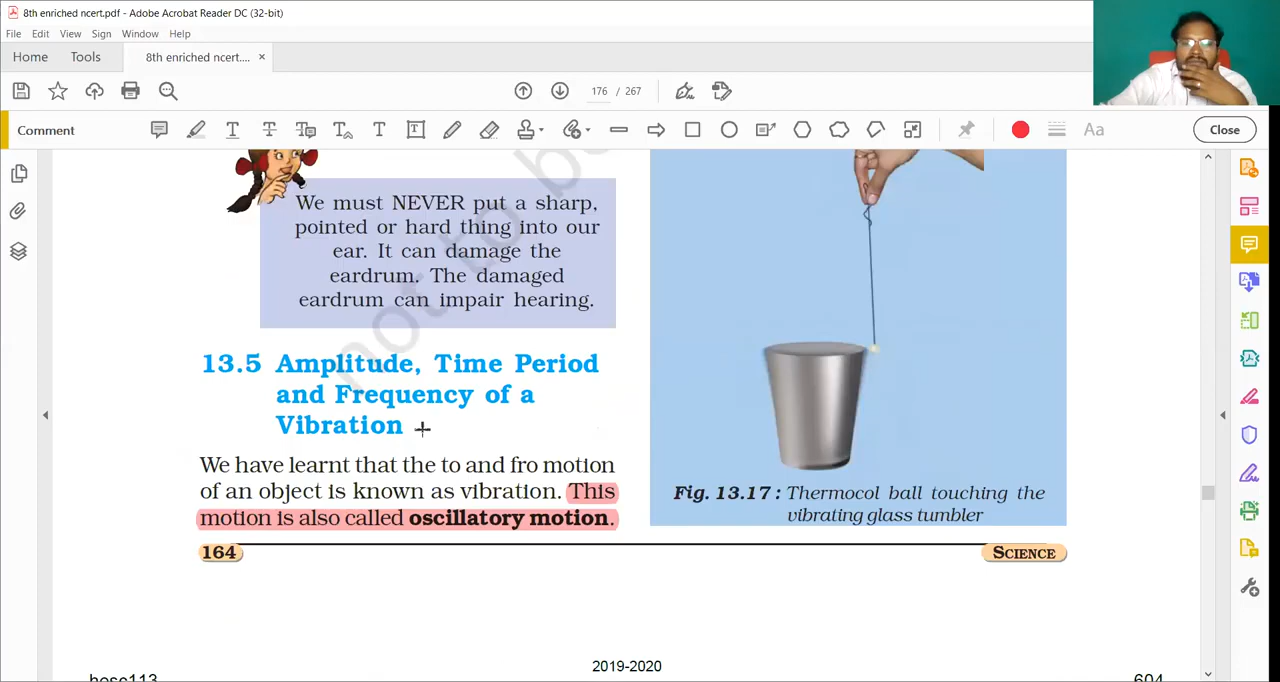 8th enriched ncert.pdf - Adobe Acrobat Reader DC (32-bit)
File Edit View Sign Window Help
Home Tools 8th enriched ncert.... ×
176 / 267
Comment
Aa
Close
We must NEVER put a sharp,
pointed or hard thing into our
ear. It can damage the
eardrum. The damaged
eardrum can impair hearing.
13.5 Amplitude, Time Period
and Frequency of a
Vibration
We have learnt that the to and fro motion
of an object is known as vibration. This
motion is also called oscillatory motion.
Fig. 13.17 : Thermocol ball touching the
vibrating glass tumbler
164
SCIENCE
not to be
2019-2020
hesc113
604